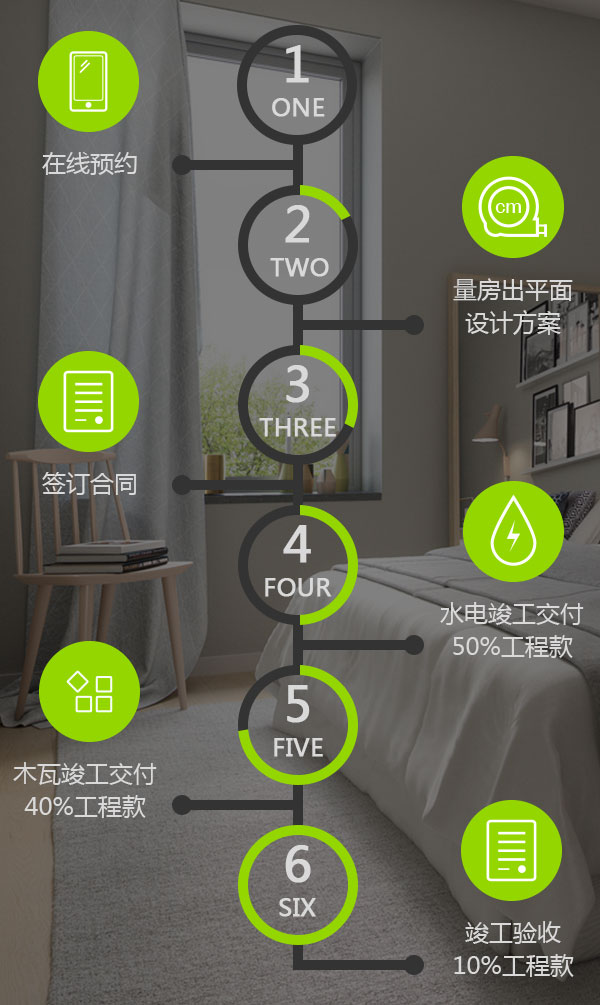 1
ONE
在线预约
2
TWO
cm
量房出平面
设计方案
3
THREE
签订合同
4
FOUR
水电竣工交付
50%工程款
5
FIVE
木瓦竣工交付
40%工程款
6
SIX
竣工验收
10%工程款